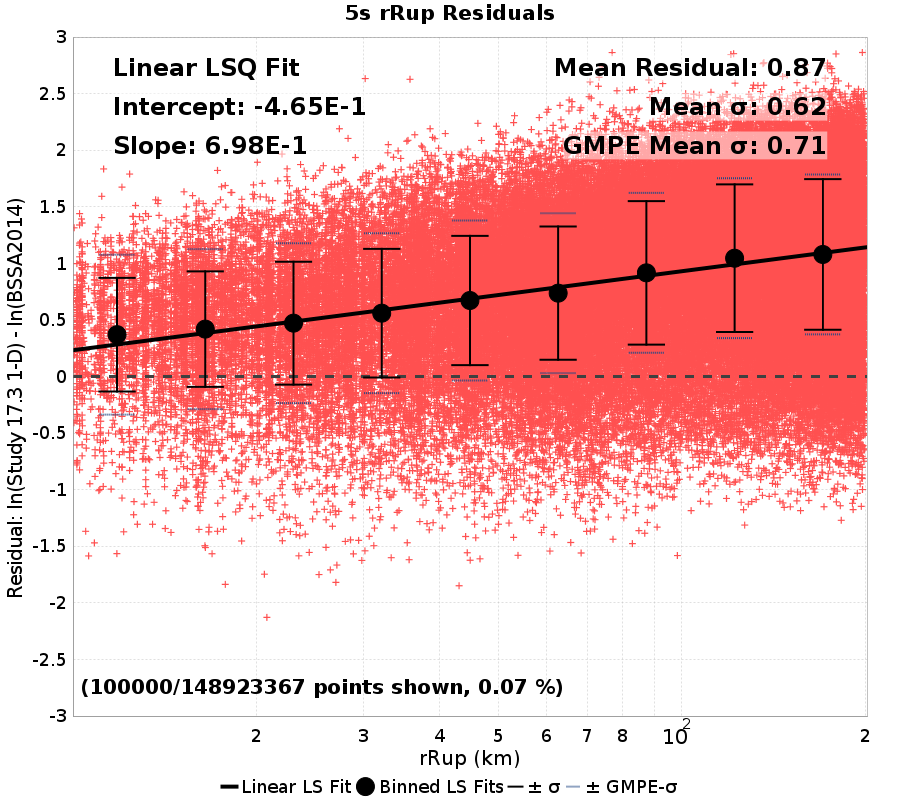 5s rRup Residuals
Linear LSQ Fit
Intercept: -4.65E-1
Slope: 6.98E-1
Mean Residual: 0.87
Mean σ: 0.62
GMPE Mean σ: 0.71
Residual: ln(Study 17.3 1-D) - ln(BSSA2014)
3
2.5
2
1.5
1
0.5
0
-0.5
-1
-1.5
-2
-2.5
-3
(100000/148923367 points shown, 0.07 %)
2 3 4 5 6 7 8 10² 2
rRup (km)
Linear LS Fit Binned LS Fits ± σ ± GMPE-σ